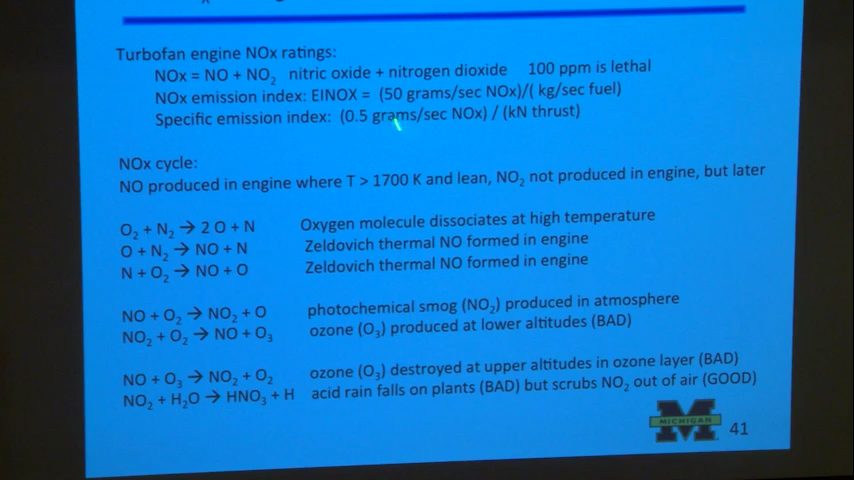 Turbofan engine NOx ratings:
NOx = NO + NO₂ nitric oxide + nitrogen dioxide 100 ppm is lethal
NOx emission index: EINOX = (50 grams/sec NOx)/( kg/sec fuel)
Specific emission index: (0.5 grams/sec NOx) / (kN thrust)
NOx cycle:
NO produced in engine where T > 1700 K and lean, NO₂ not produced in engine, but later
O₂ + N₂ → 2 O + N Oxygen molecule dissociates at high temperature
O + N₂ → NO + N Zeldovich thermal NO formed in engine
N + O₂ → NO + O Zeldovich thermal NO formed in engine
NO + O₂ → NO₂ + O photochemical smog (NO₂) produced in atmosphere
NO₂ + O₂ → NO + O₃ ozone (O₃) produced at lower altitudes (BAD)
NO + O₃ → NO₂ + O₂ ozone (O₃) destroyed at upper altitudes in ozone layer (BAD)
NO₂ + H₂O → HNO₃ + H acid rain falls on plants (BAD) but scrubs NO₂ out of air (GOOD)
MICHIGAN
41